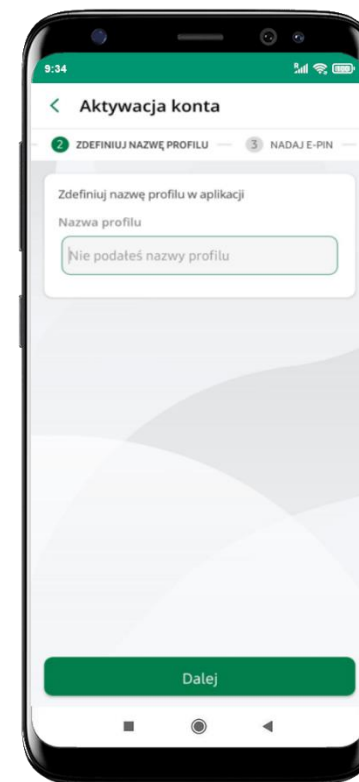 9:34
Aktywacja konta
2 ZDEFINIUJ NAZWĘ PROFILU 3 NADAJ E-PIN
Zdefiniuj nazwę profilu w aplikacji
Nazwa profilu
Nie podałeś nazwy profilu
Dalej